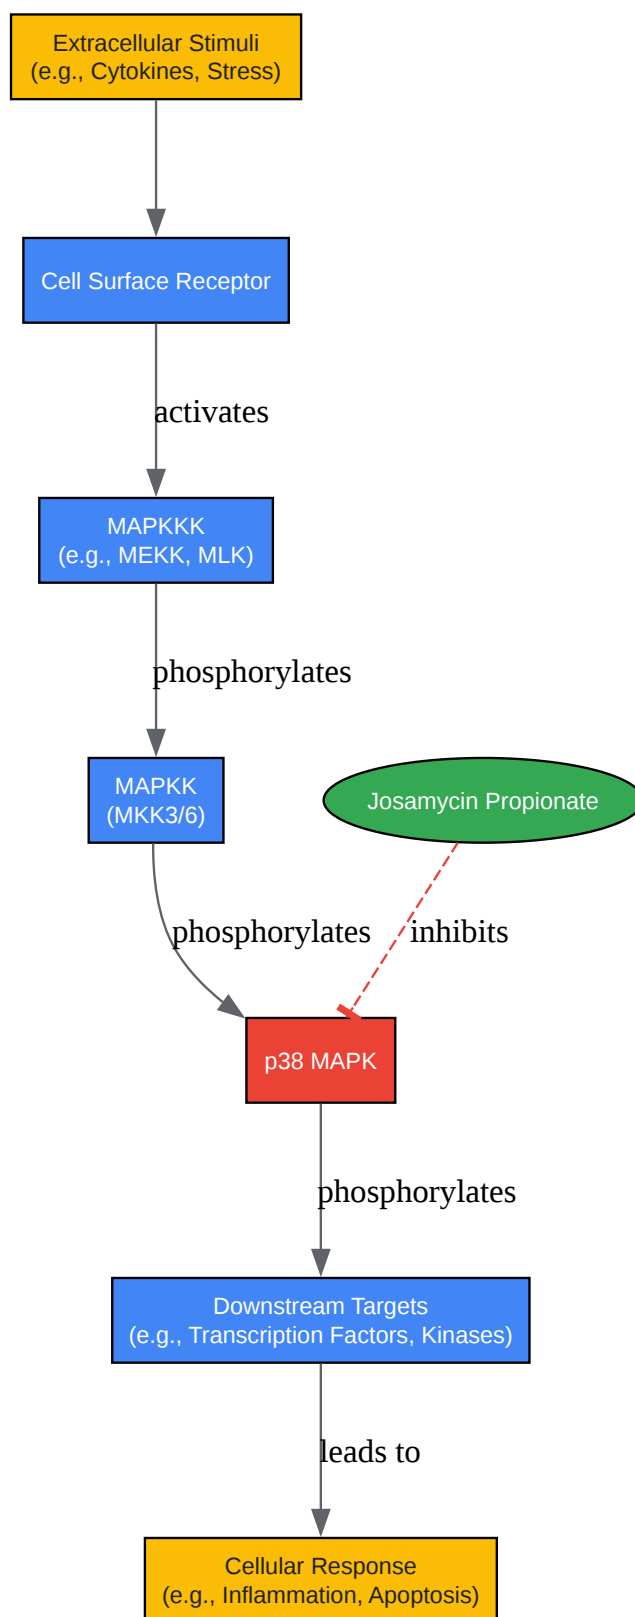 Extracellular Stimuli
(e.g., Cytokines, Stress)
Cell Surface Receptor
activates
MAPKKK
(e.g., MEKK, MLK)
phosphorylates
MAPKK
(MKK3/6)
Josamycin Propionate
phosphorylates
inhibits
p38 MAPK
phosphorylates
Downstream Targets
(e.g., Transcription Factors, Kinases)
leads to
Cellular Response
(e.g., Inflammation, Apoptosis)